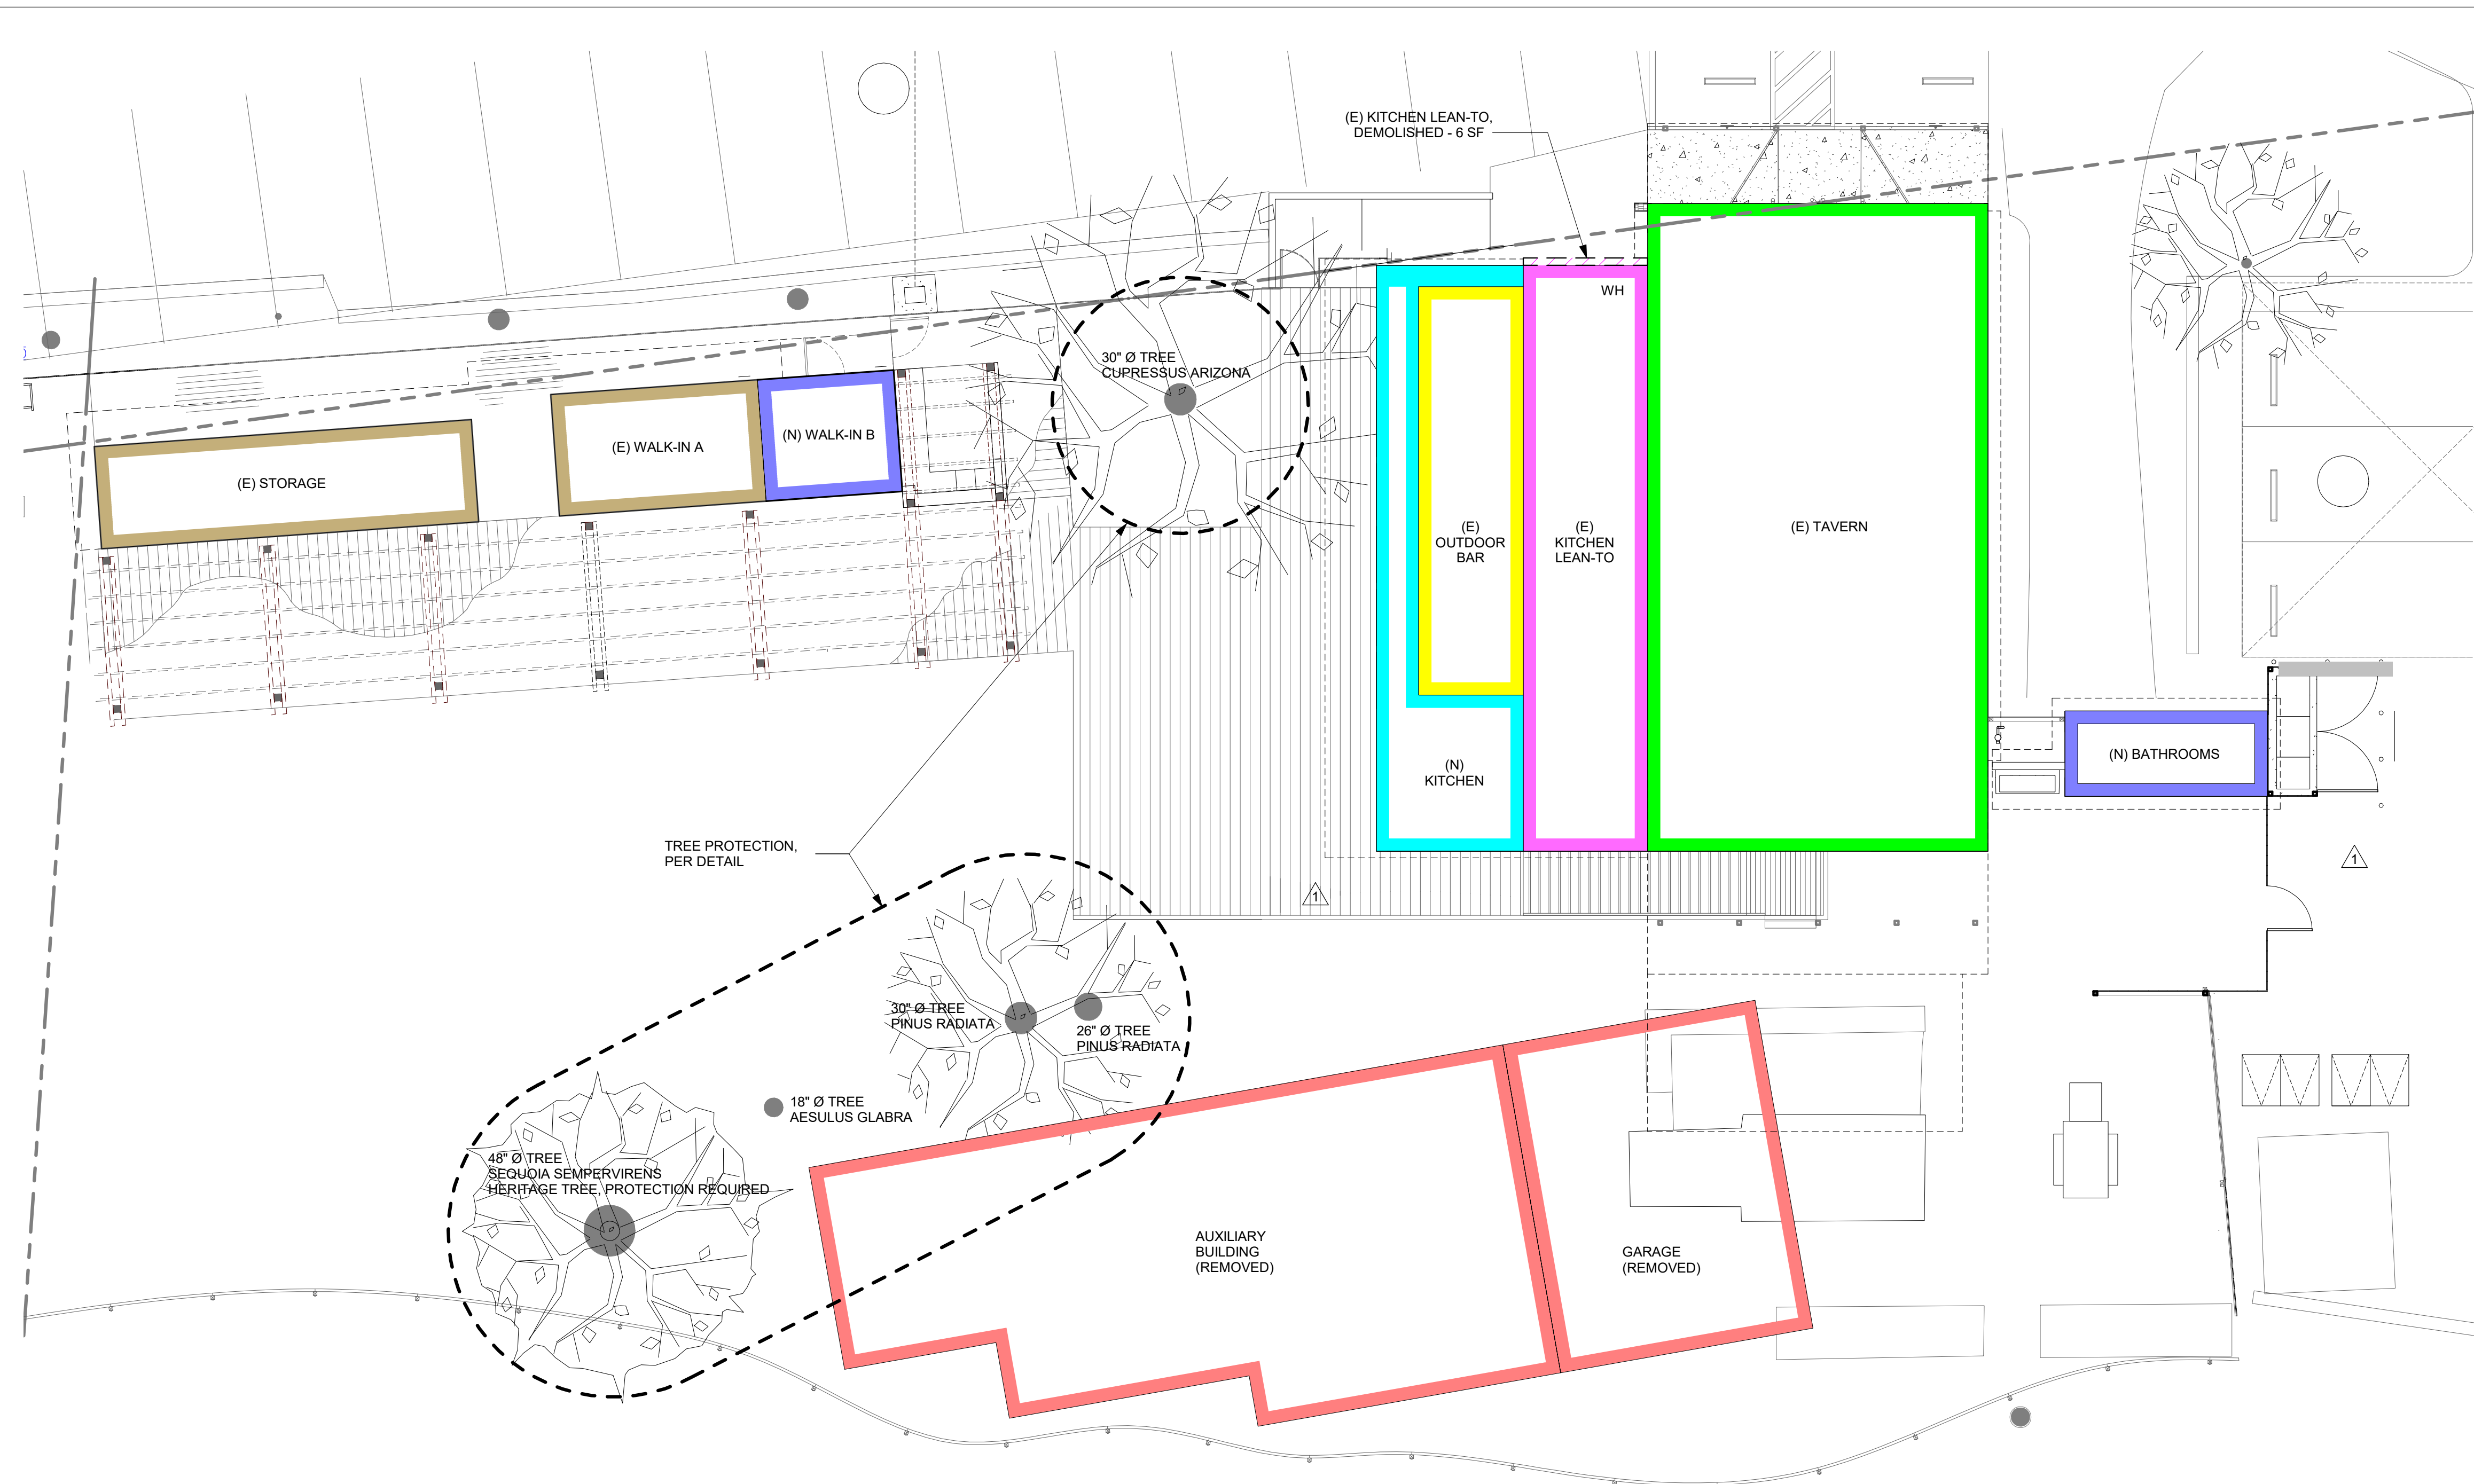 (E) KITCHEN LEAN-TO,
DEMOLISHED - 6 SF
WH
30" Ø TREE
CUPRESSUS ARIZONA
(E) STORAGE
(E) WALK-IN A
(N) WALK-IN B
(E)
OUTDOOR
BAR
(E)
KITCHEN
LEAN-TO
(E) TAVERN
(N)
KITCHEN
(N) BATHROOMS
TREE PROTECTION,
PER DETAIL
1
1
30" Ø TREE
PINUS RADIATA
26" Ø TREE
PINUS RADIATA
18" Ø TREE
AESULUS GLABRA
48" Ø TREE
SEQUOIA SEMPERVIRENS
HERITAGE TREE, PROTECTION REQUIRED
AUXILIARY
BUILDING
(REMOVED)
GARAGE
(REMOVED)